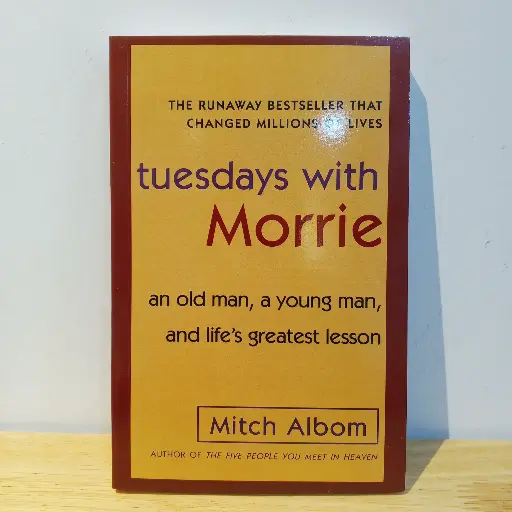 THE RUNAWAY BESTSELLER THAT
CHANGED MILLIONS OF LIVES
tuesdays with
Morrie
an old man, a young man,
and life's greatest lesson
Mitch Albom
AUTHOR OF THE FIVE PEOPLE YOU MEET IN HEAVEN